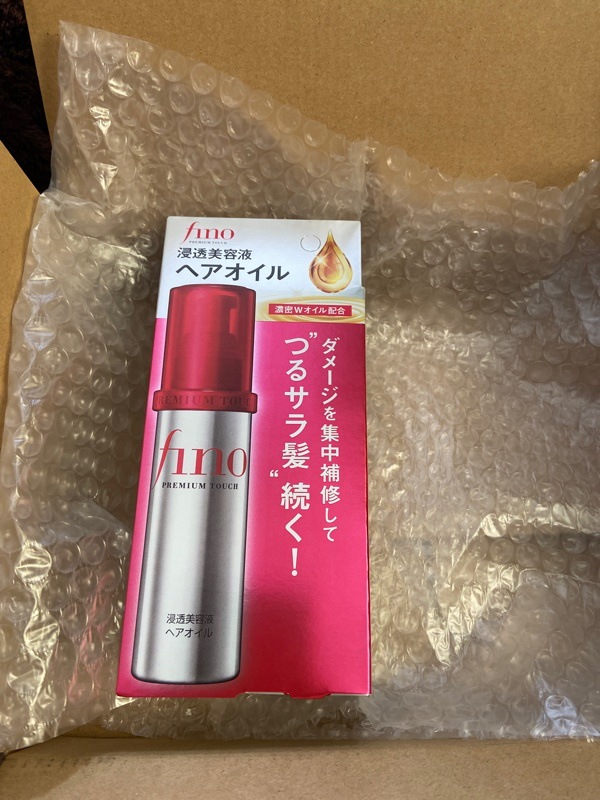 fino
PREMIUM TOUCH
浸透美容液
ヘアオイル
濃密Wオイル配合
ダメージを集中補修して
"つるサラ髪"続く!
PREMIUM TOUC
fino
PREMIUM TOUCH
浸透美容液
ヘアオイル